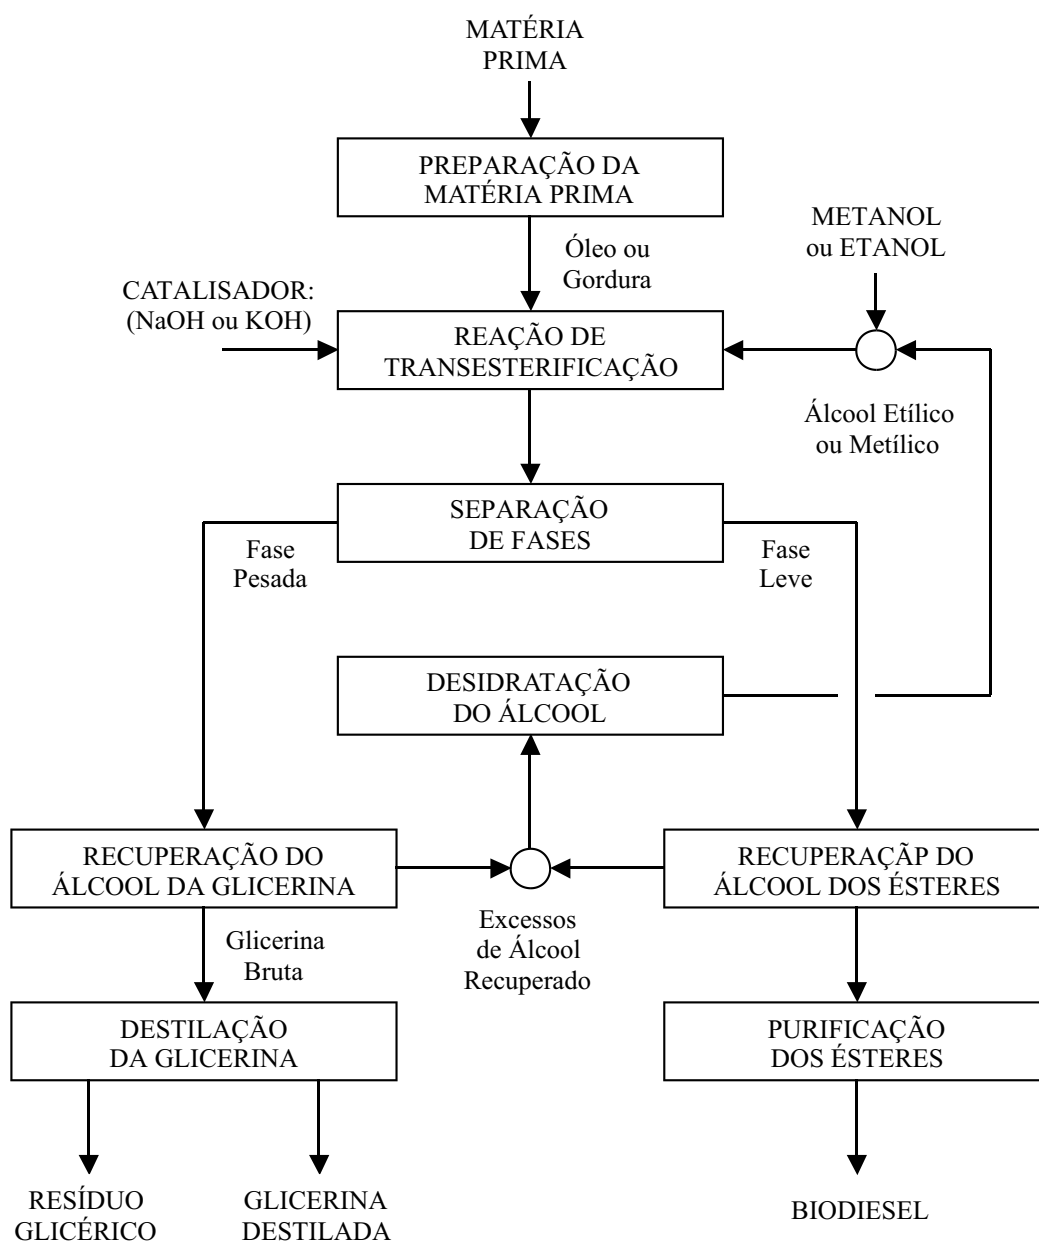 MATÉRIA
PRIMA
PREPARAÇÃO DA
MATÉRIA PRIMA
METANOL
ou ETANOL
Óleo ou
Gordura
CATALISADOR:
(NaOH ou KOH)
REAÇÃO DE
TRANSESTERIFICAÇÃO
Álcool Etílico
ou Metílico
SEPARAÇÃO
DE FASES
Fase
Pesada
Fase
Leve
DESIDRATAÇÃO
DO ÁLCOOL
RECUPERAÇÃO DO
ÁLCOOL DA GLICERINA
RECUPERAÇÃP DO
ÁLCOOL DOS ÉSTERES
Excessos
de Álcool
Recuperado
Glicerina
Bruta
DESTILAÇÃO
DA GLICERINA
PURIFICAÇÃO
DOS ÉSTERES
RESÍDUO
GLICÉRICO
GLICERINA
DESTILADA
BIODIESEL